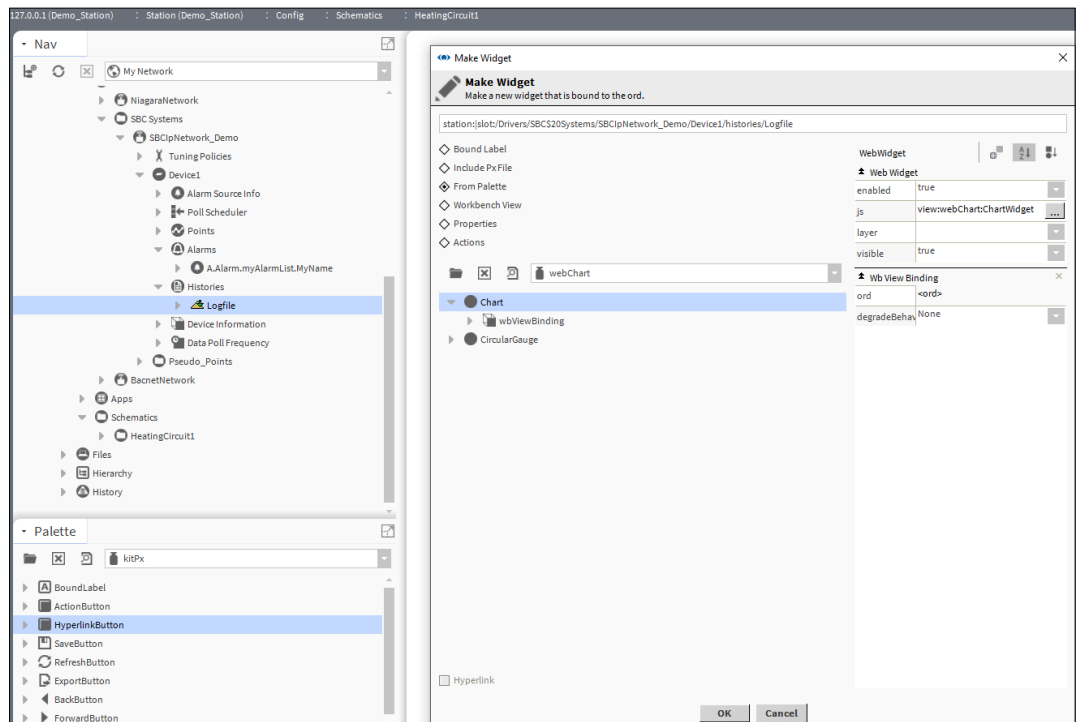 127.0.0.1 (Demo_Station) : Station (Demo_Station) : Config : Schematics : HeatingCircuit1
Nav
My Network
NiagaraNetwork
SBC Systems
SBCIpNetwork_Demo
Tuning Policies
Device1
Alarm Source Info
Poll Scheduler
Points
Alarms
A.Alarm.myAlarmList.MyName
Histories
Logfile
Device Information
Data Poll Frequency
Pseudo_Points
BacnetNetwork
Apps
Schematics
HeatingCircuit1
Files
Hierarchy
History
Palette
kitPx
BoundLabel
ActionButton
HyperlinkButton
SaveButton
RefreshButton
ExportButton
BackButton
ForwardButton
Make Widget
Make Widget
Make a new widget that is bound to the ord.
station:|slot:/Drivers/SBC$20Systems/SBCIpNetwork_Demo/Device1/histories/Logfile
Bound Label
Include Px File
From Palette
Workbench View
Properties
Actions
webChart
Chart
wbViewBinding
CircularGauge
Hyperlink
WebWidget
Web Widget
enabled true
js view:webChart:ChartWidget ...
layer
visible true
Wb View Binding
ord <ord>
degradeBehav None
OK Cancel